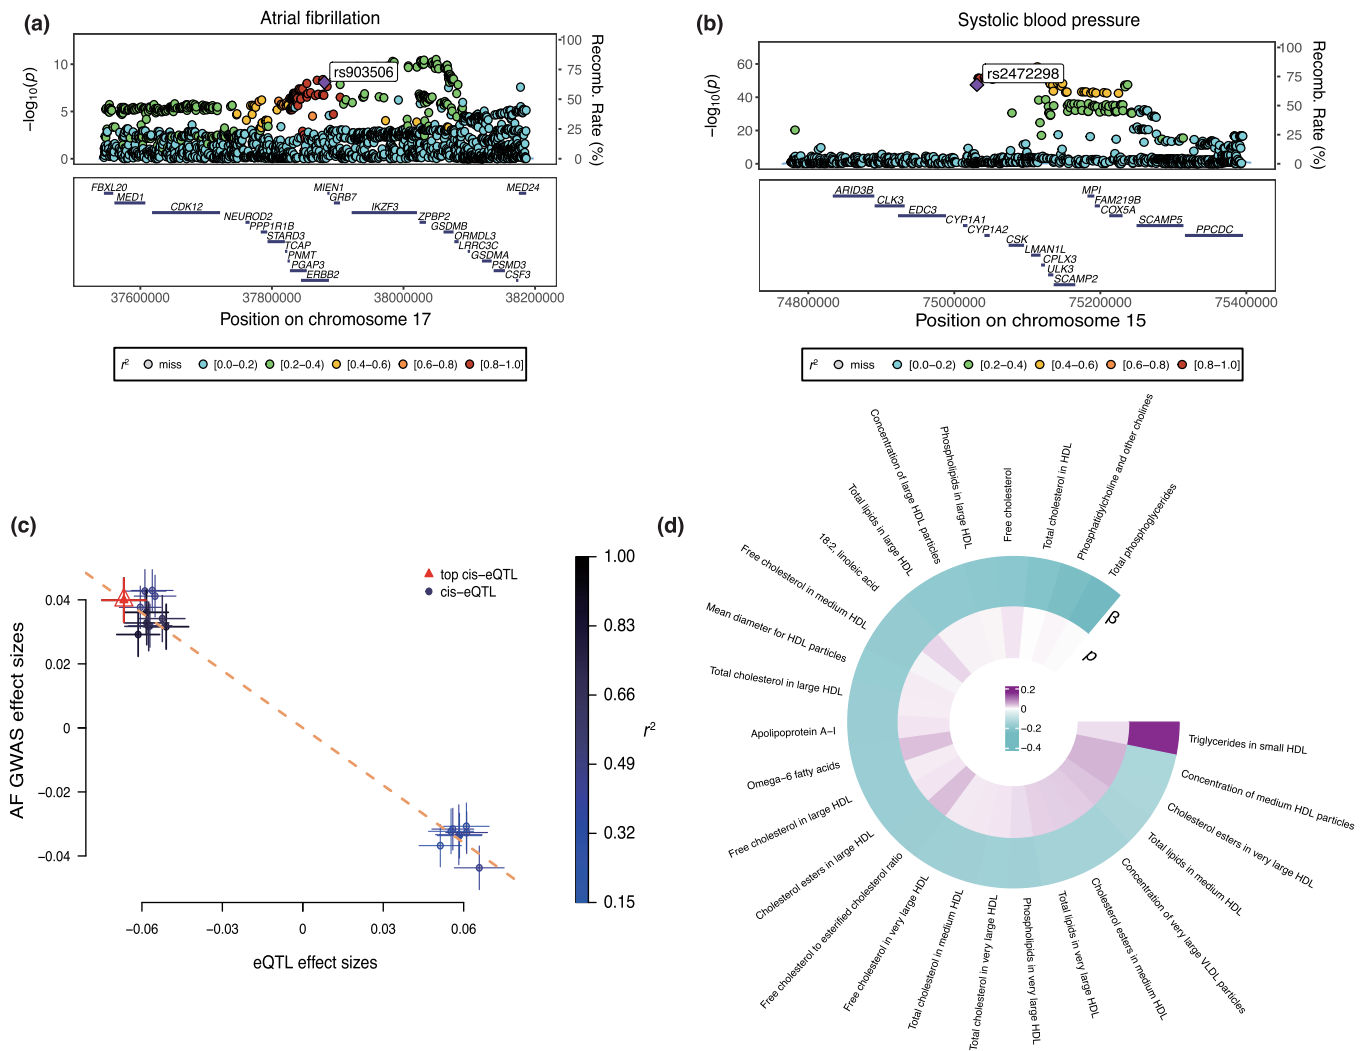 (a)
Atrial fibrillation
−log10(p)
10
5
0
rs903506
100
75
50
25
0
Recomb. Rate (%)
FBXL20
MED1
CDK12
NEUROD2
PPP1R1B
STARD3
TCAP
PNMT
PGAP3
ERBB2
MIEN1
GRB7
IKZF3
ZPBP2
GSDMB
ORMDL3
LRRC3C
GSDMA
PSMD3
CSF3
MED24
37600000
37800000
38000000
38200000
Position on chromosome 17
r2 miss [0.0−0.2) [0.2−0.4) [0.4−0.6) [0.6−0.8) [0.8−1.0]
(b)
Systolic blood pressure
−log10(p)
60
40
20
0
rs2472298
100
75
50
25
0
Recomb. Rate (%)
ARID3B
CLK3
EDC3
CYP1A1
CYP1A2
CSK
LMAN1L
CPLX3
ULK3
SCAMP2
MPI
FAM219B
COX5A
SCAMP5
PPCDC
74800000
75000000
75200000
75400000
Position on chromosome 15
r2 miss [0.0−0.2) [0.2−0.4) [0.4−0.6) [0.6−0.8) [0.8−1.0]
(c)
AF GWAS effect sizes
0.04
0.02
0
−0.02
−0.04
−0.06
−0.03
0
0.03
0.06
eQTL effect sizes
top cis−eQTL
cis−eQTL
1.00
0.83
0.66
0.49
0.32
0.15
r2
(d)
Total phosphoglycerides
Phosphatidylcholine and other cholines
Total cholesterol in HDL
Free cholesterol
Phospholipids in large HDL
Concentration of large HDL particles
Total lipids in large HDL
18:2, linoleic acid
Free cholesterol in medium HDL
Mean diameter for HDL particles
Total cholesterol in large HDL
Apolipoprotein A−I
Omega−6 fatty acids
Free cholesterol in large HDL
Cholesterol esters in large HDL
Free cholesterol to esterified cholesterol ratio
Free cholesterol in very large HDL
Total cholesterol in medium HDL
Total cholesterol in very large HDL
Phospholipids in very large HDL
Total lipids in very large HDL
Cholesterol esters in medium HDL
Concentration of very large VLDL particles
Total lipids in medium HDL
Cholesterol esters in very large HDL
Concentration of medium HDL particles
Triglycerides in small HDL
β
p
0.2
0
−0.2
−0.4